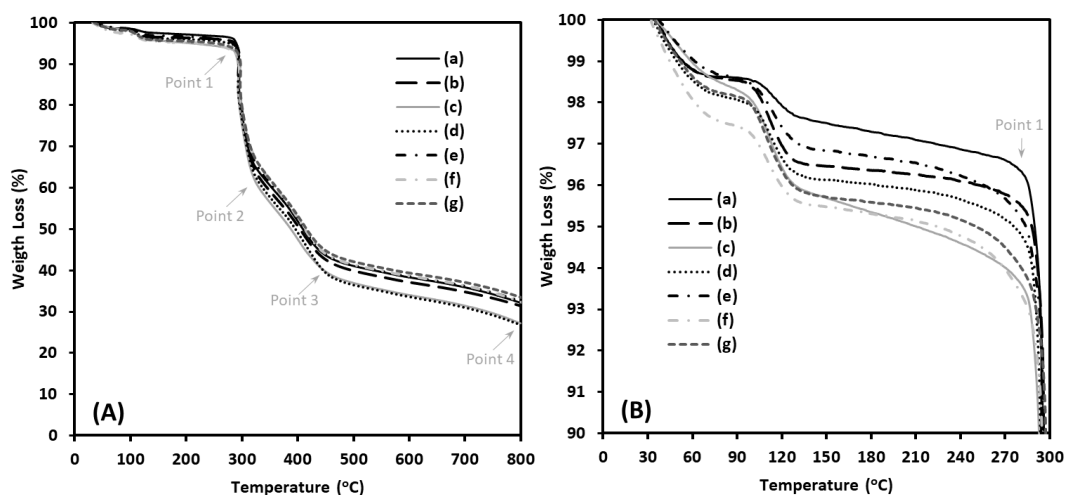 100
90
80
70
60
50
40
30
20
10
0
Weigth Loss (%)
Point 1
Point 2
Point 3
Point 4
(a)
(b)
(c)
(d)
(e)
(f)
(g)
(A)
0 100 200 300 400 500 600 700 800
Temperature (°C)
100
99
98
97
96
95
94
93
92
91
90
Weigth Loss (%)
Point 1
(a)
(b)
(c)
(d)
(e)
(f)
(g)
(B)
0 30 60 90 120 150 180 210 240 270 300
Temperature (°C)